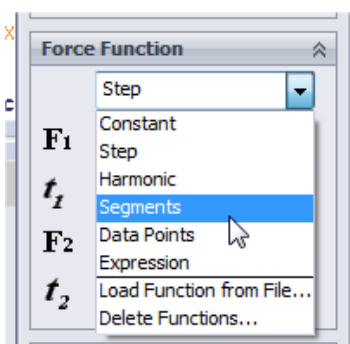 Force Function
Step
Constant
F1
Step
t1
Harmonic
Segments
F2
Data Points
Expression
t2
Load Function from File...
Delete Functions...